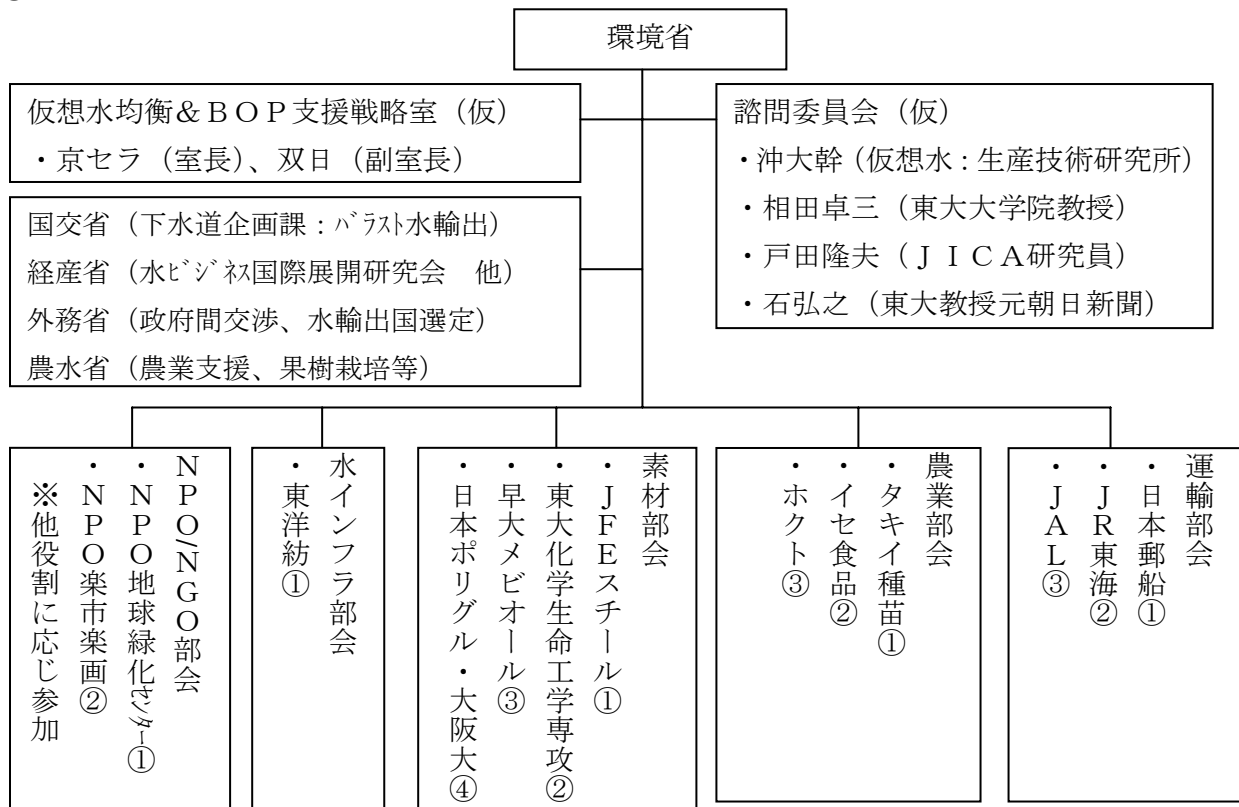 環境省
仮想水均衡&BOP支援戦略室（仮）
・京セラ（室長）、双日（副室長）
諮問委員会（仮）
・沖大幹（仮想水：生産技術研究所）
・相田卓三（東大大学院教授）
・戸田隆夫（ＪＩＣＡ研究員）
・石弘之（東大教授元朝日新聞）
国交省（下水道企画課：ﾊﾞﾗｽﾄ水輸出）
経産省（水ﾋﾞｼﾞﾈｽ国際展開研究会　他）
外務省（政府間交渉、水輸出国選定）
農水省（農業支援、果樹栽培等）
ＮＰＯ/ＮＧＯ部会
・ＮＰＯ地球緑化ｾﾝﾀｰ①
・ＮＰＯ楽市楽画②
※他役割に応じ参加
水インフラ部会
・東洋紡①
素材部会
・ＪＦＥスチール①
・東大化学生命工学専攻②
・早大メビオール③
・日本ポリグル・大阪大④
農業部会
・タキイ種苗①
・イセ食品②
・ホクト③
運輸部会
・日本郵船①
・ＪＲ東海②
・ＪＡＬ③